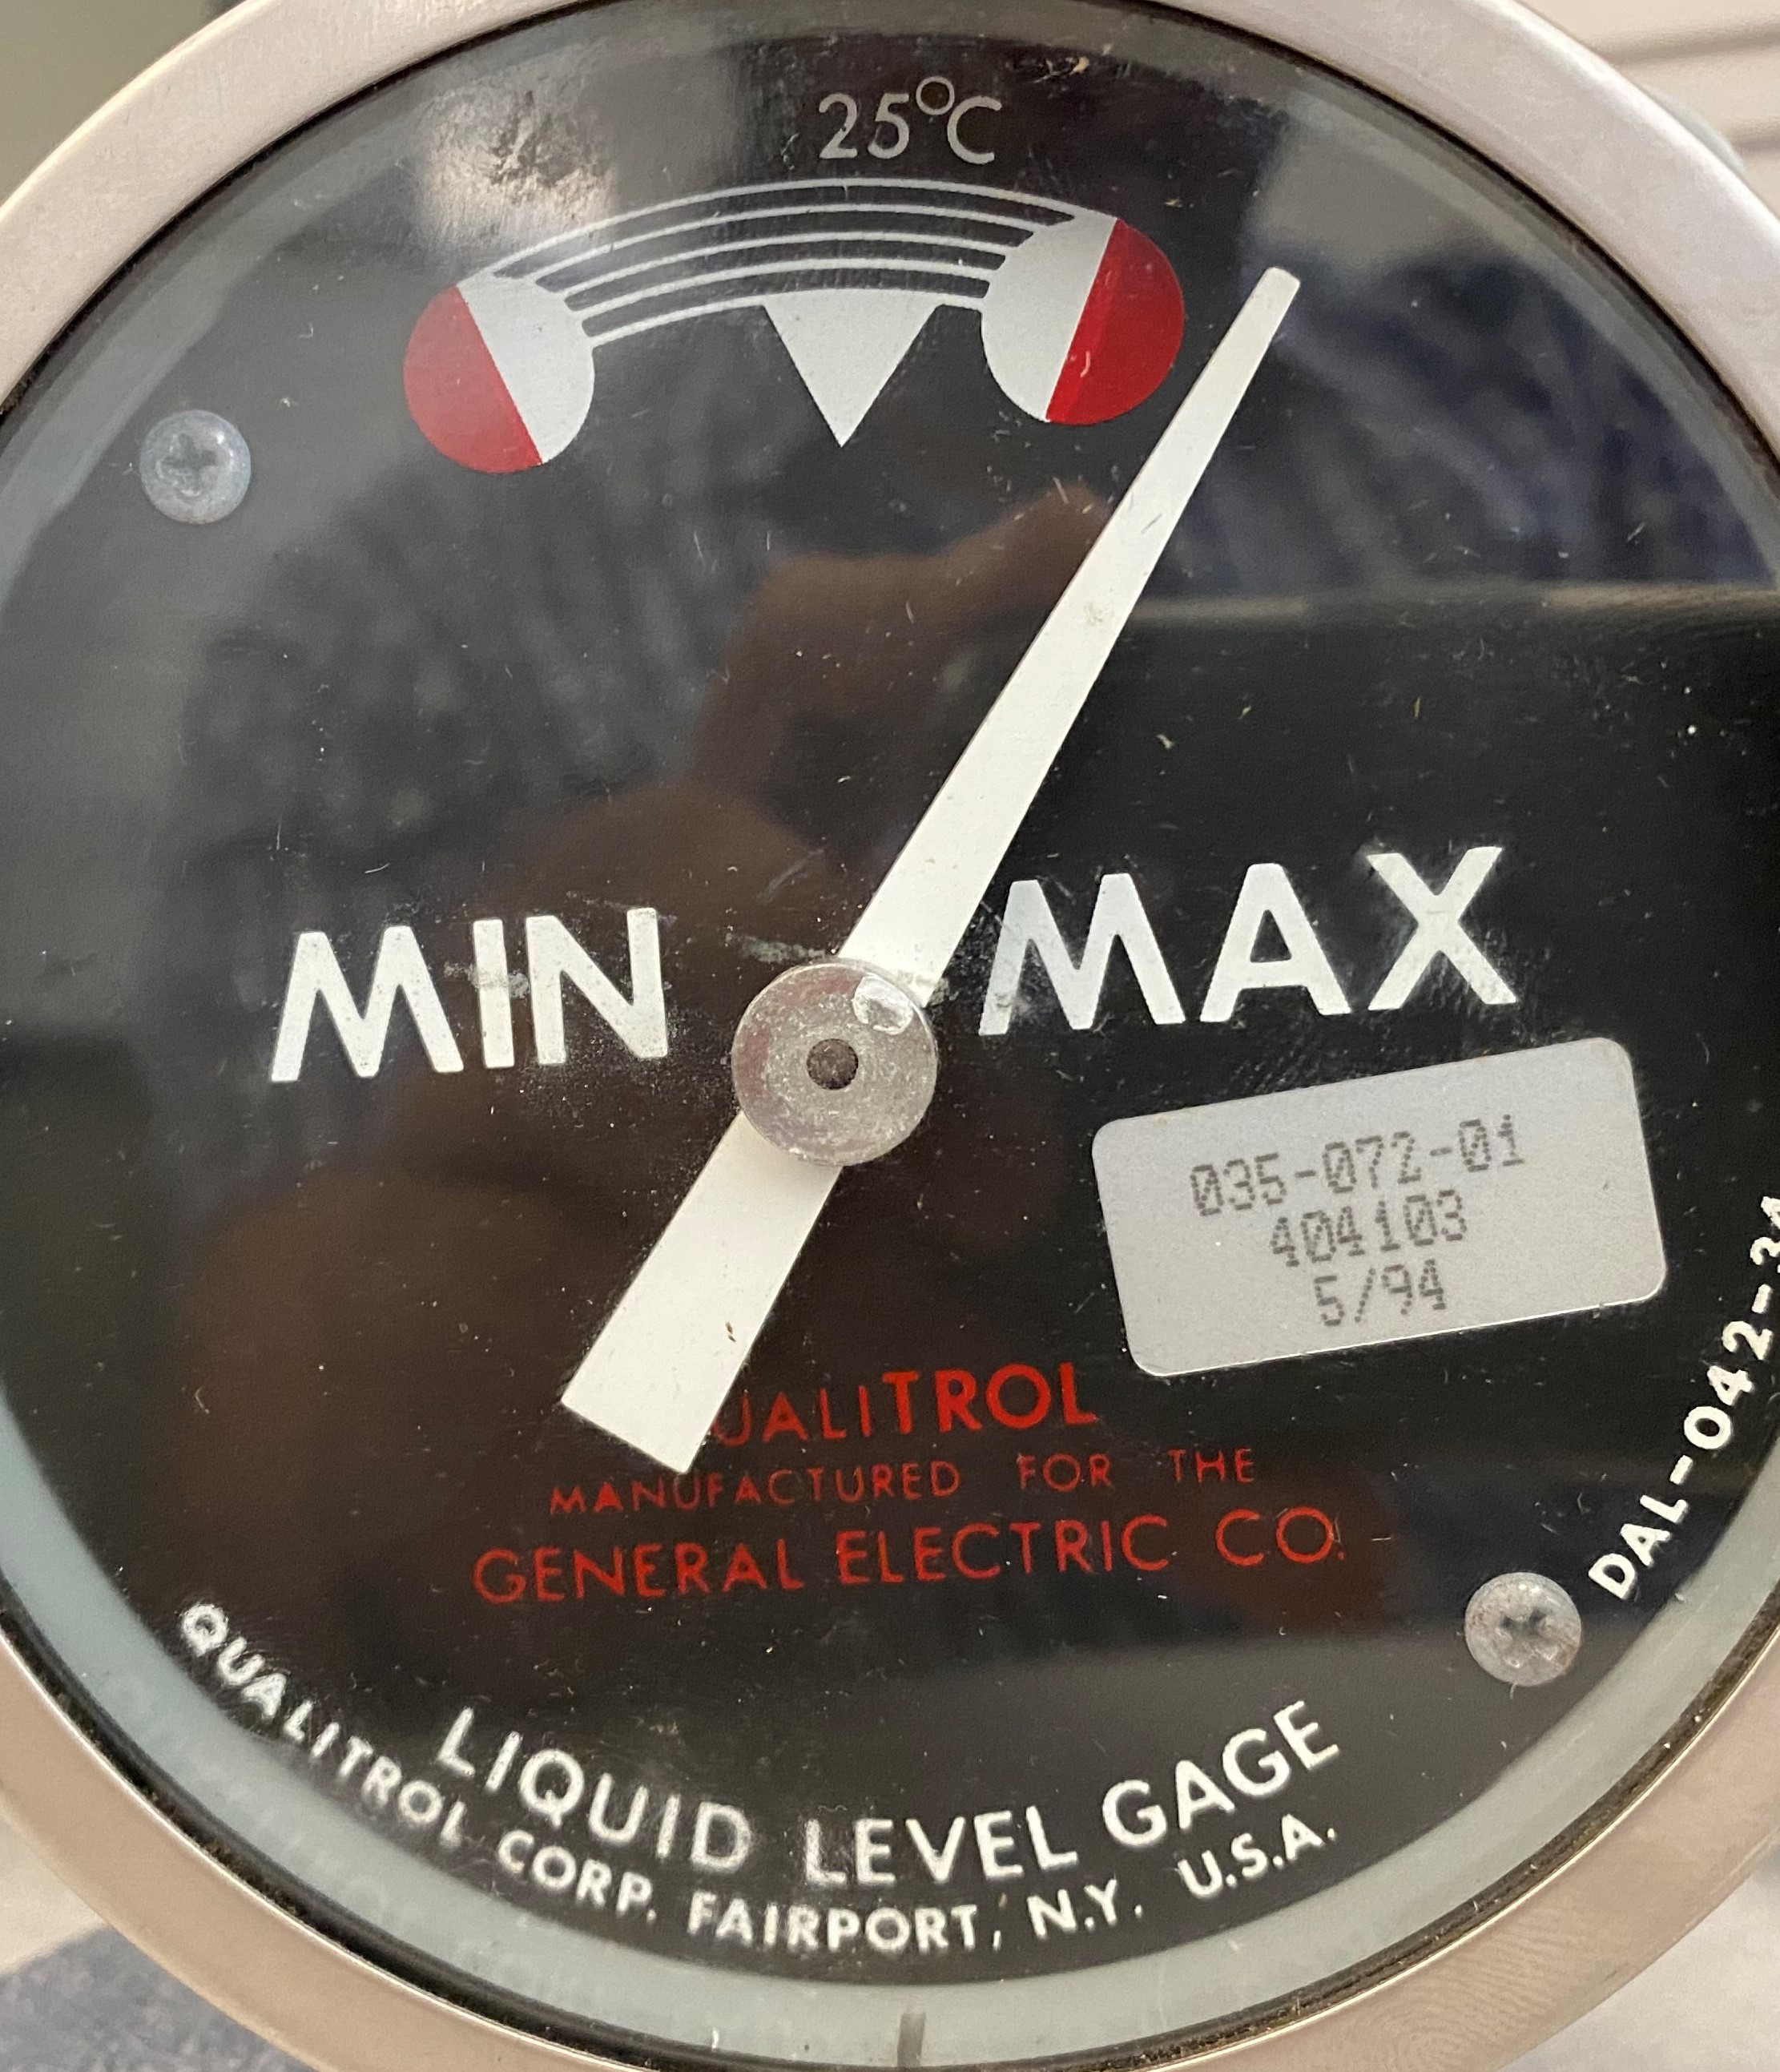 25°C
MIN MAX
035-072-01
404103
5/94
UALITROL
MANUFACTURED FOR THE
GENERAL ELECTRIC CO.
LIQUID LEVEL GAGE
QUALITROL CORP. FAIRPORT, N.Y. U.S.A.
DAL-042-3